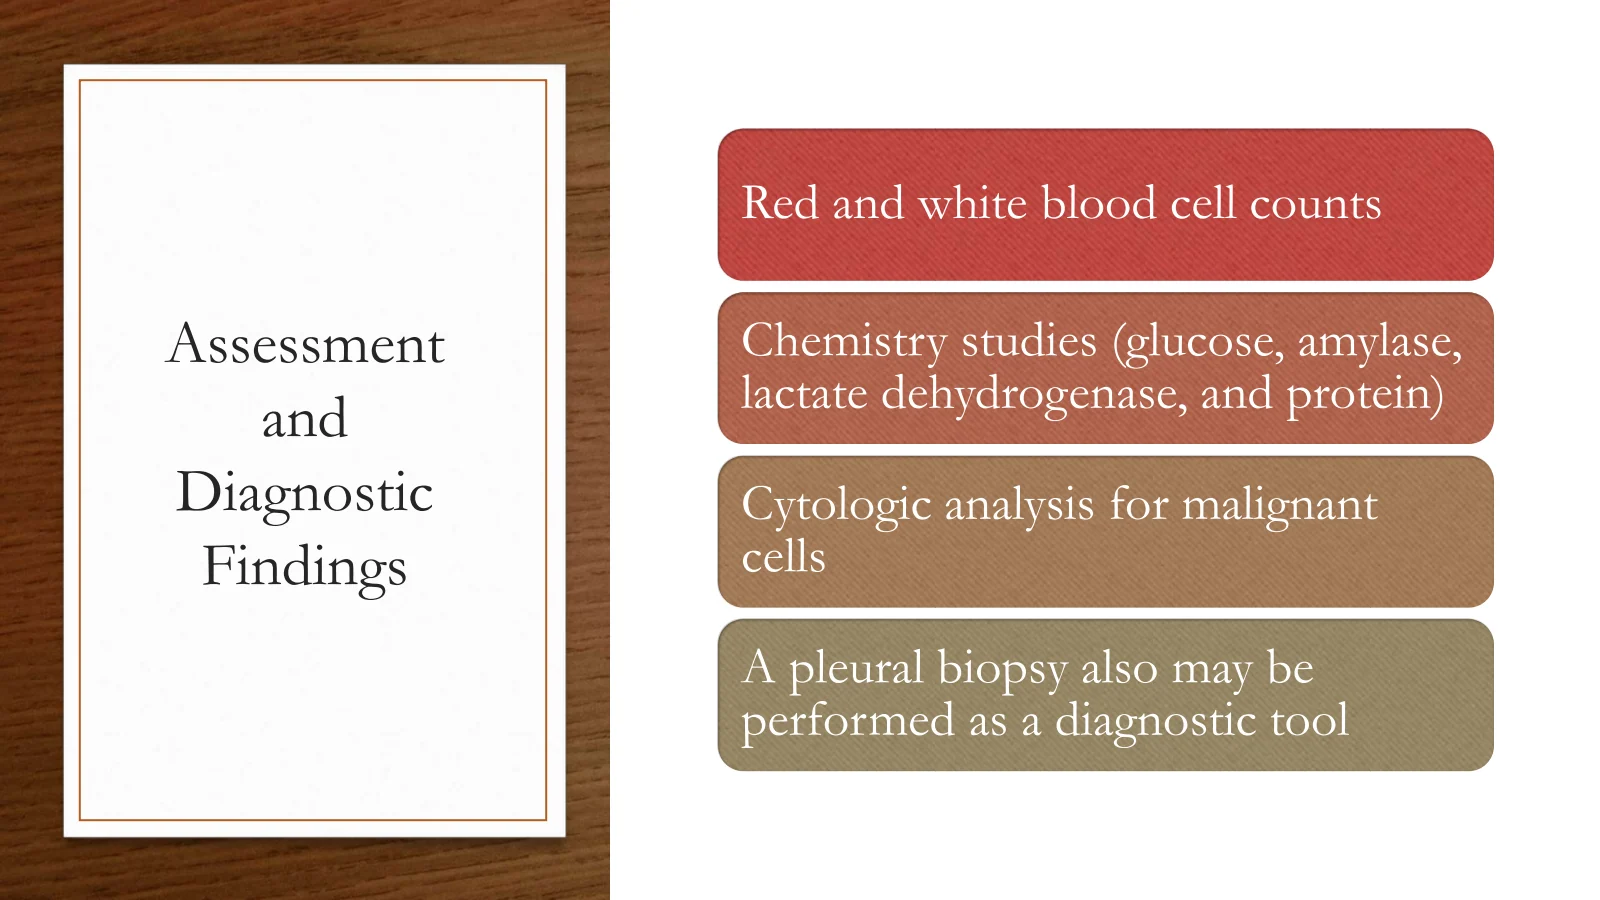 Assessment
and
Diagnostic
Findings
Red and white blood cell counts
Chemistry studies (glucose, amylase,
lactate dehydrogenase, and protein)
Cytologic analysis for malignant
cells
A pleural biopsy also may be
performed as a diagnostic tool